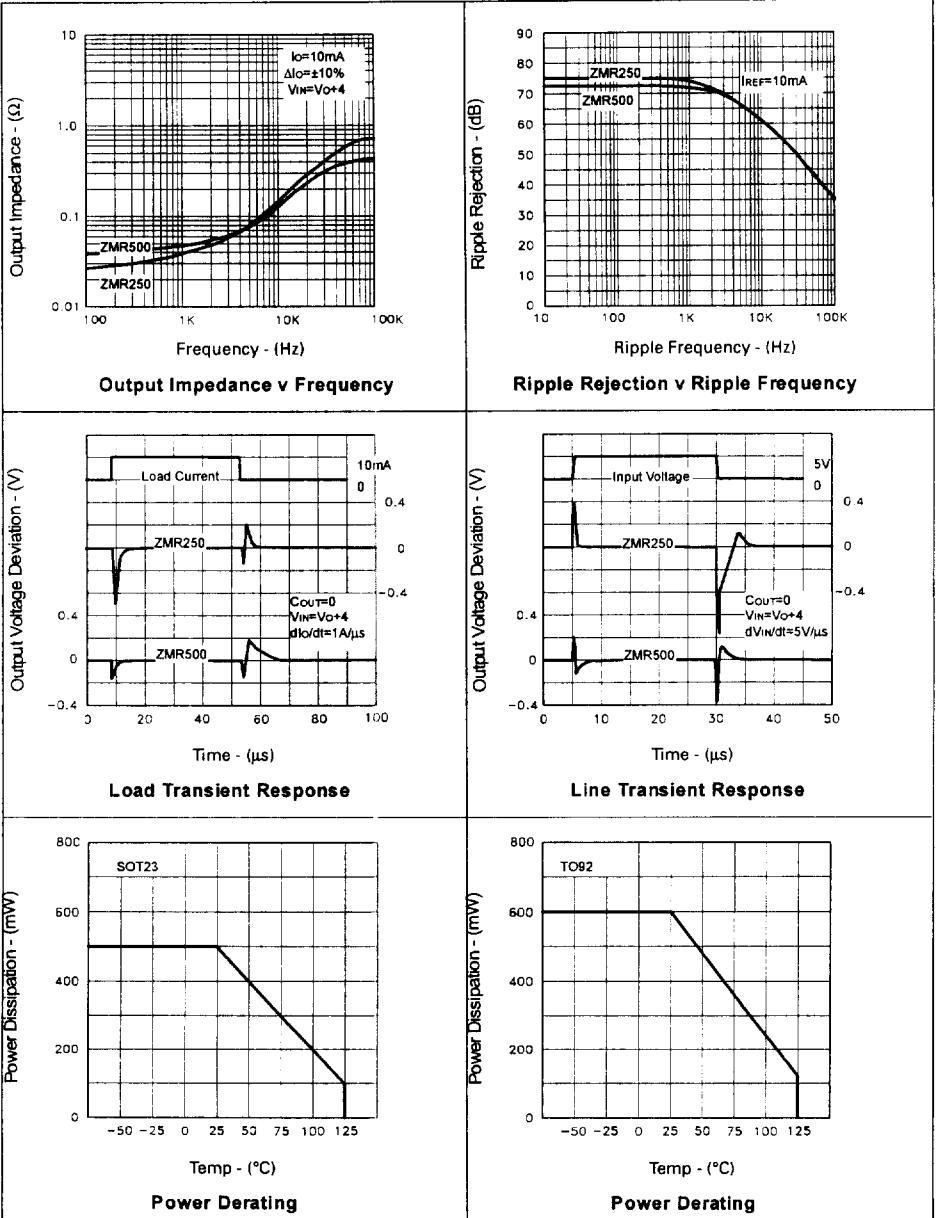 10
1.0
0.1
0.01
Output Impedance - (Ω)
IO=10mA
ΔIO=±10%
VIN=VO+4
ZMR500
ZMR250
100 1K 10K 100K
Frequency - (Hz)
Output Impedance v Frequency
90
80
70
60
50
40
30
20
10
0
Ripple Rejection - (dB)
ZMR250
ZMR500
IREF=10mA
10 100 1K 10K 100K
Ripple Frequency - (Hz)
Ripple Rejection v Ripple Frequency
Output Voltage Deviation - (V)
Load Current
10mA
0
0.4
ZMR250
0
-0.4
COUT=0
VIN=VO+4
dIO/dt=1A/μs
0.4
0
-0.4
ZMR500
0 20 40 60 80 100
Time - (μs)
Load Transient Response
Output Voltage Deviation - (V)
Input Voltage
5V
0
0.4
ZMR250
0
-0.4
COUT=0
VIN=VO+4
dVIN/dt=5V/μs
0.4
0
-0.4
ZMR500
0 10 20 30 40 50
Time - (μs)
Line Transient Response
800
600
400
200
0
Power Dissipation - (mW)
SOT23
-50 -25 0 25 50 75 100 125
Temp - (°C)
Power Derating
800
600
400
200
0
Power Dissipation - (mW)
TO92
-50 -25 0 25 50 75 100 125
Temp - (°C)
Power Derating